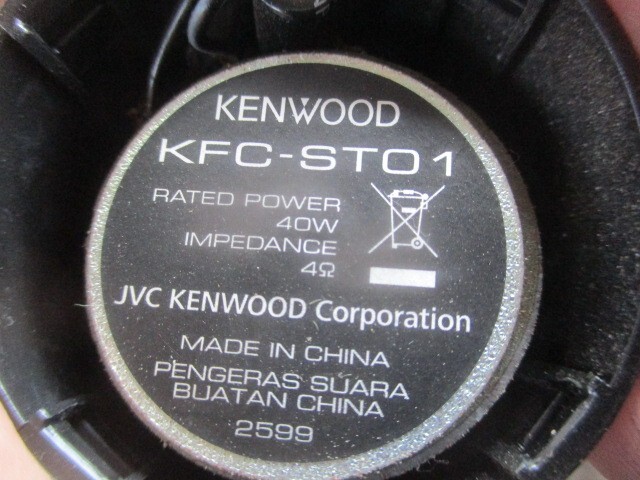 KENWOOD
KFC-ST01
RATED POWER
40W
IMPEDANCE
4Ω
JVC KENWOOD Corporation
MADE IN CHINA
PENGERAS SUARA
BUATAN CHINA
2599